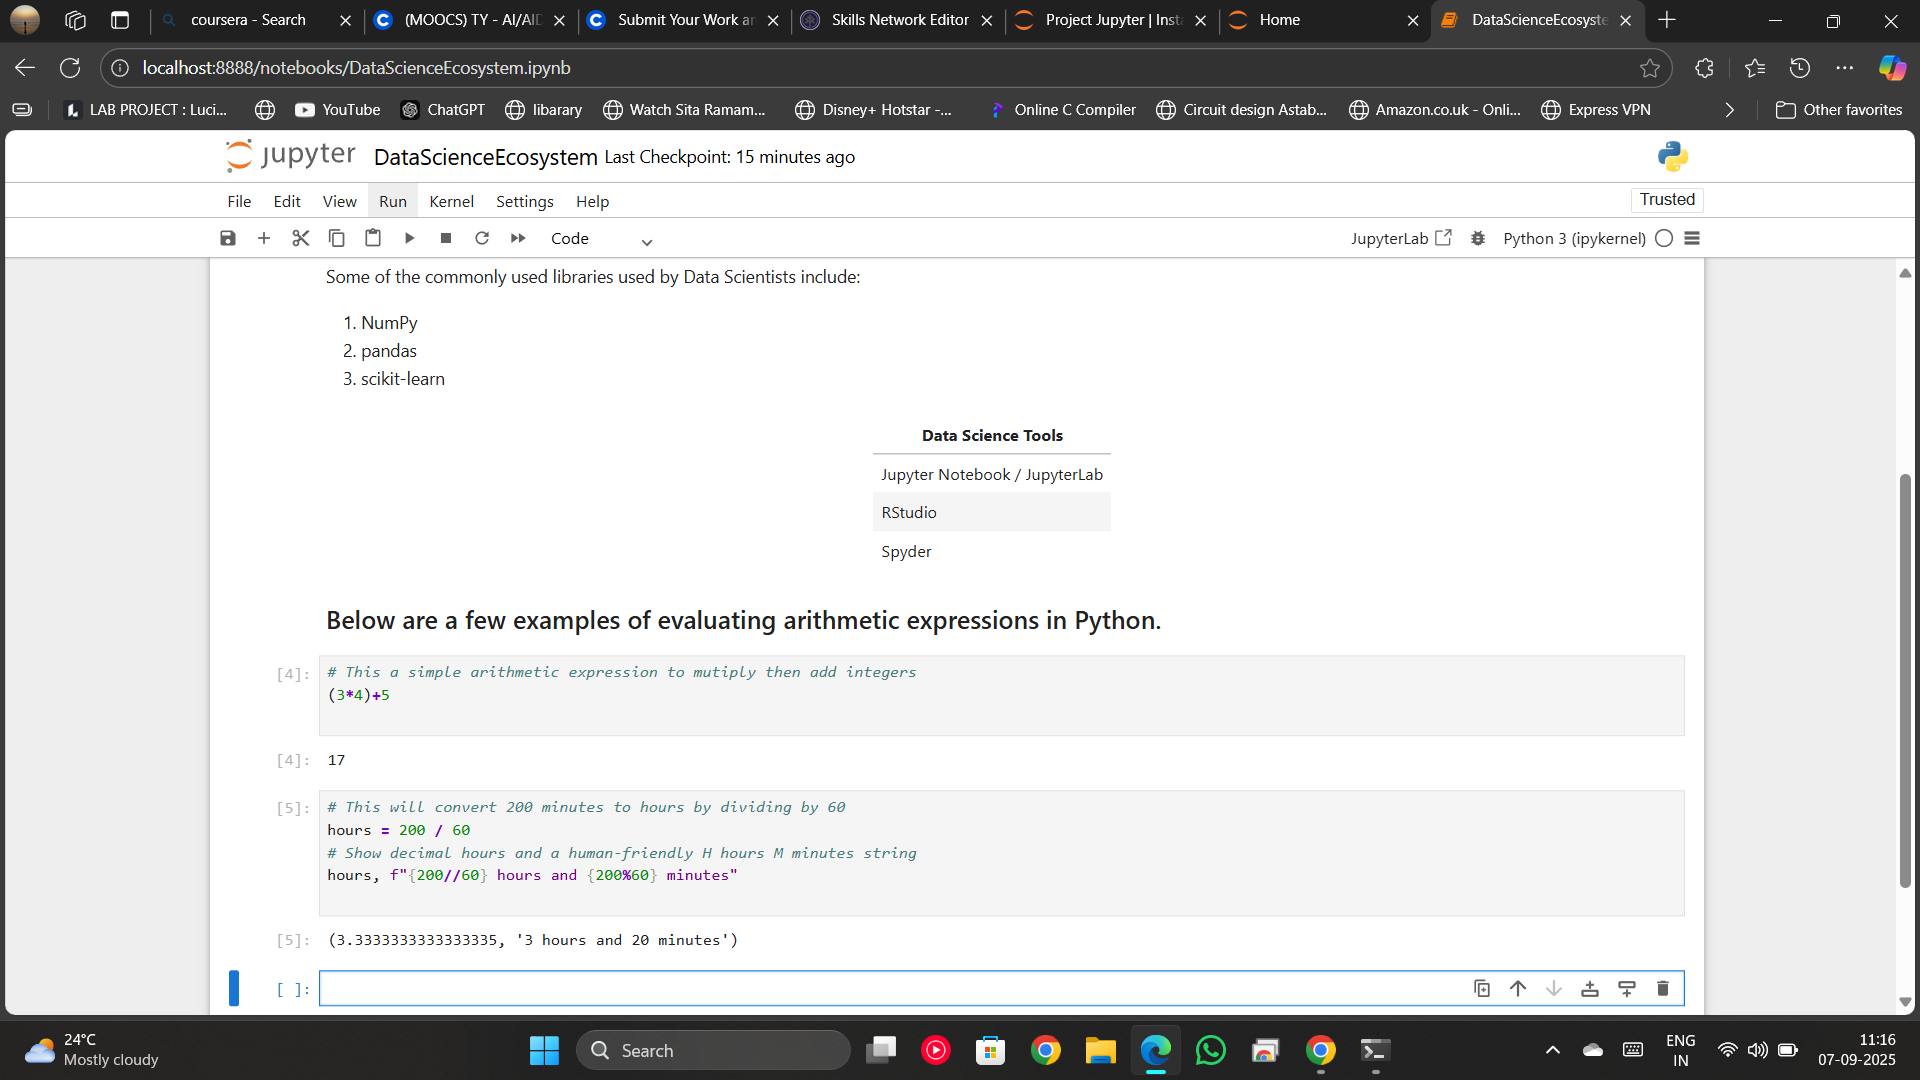 coursera - Search
(MOOCS) TY - AI/AID
Submit Your Work an
Skills Network Editor
Project Jupyter | Insta
Home
DataScienceEcosyste
localhost:8888/notebooks/DataScienceEcosystem.ipynb
LAB PROJECT : Luci...
YouTube
ChatGPT
libarary
Watch Sita Ramam...
Disney+ Hotstar -...
Online C Compiler
Circuit design Astab...
Amazon.co.uk - Onli...
Express VPN
Other favorites
jupyter DataScienceEcosystem Last Checkpoint: 15 minutes ago
File Edit View Run Kernel Settings Help
Trusted
Code
JupyterLab
Python 3 (ipykernel)
Some of the commonly used libraries used by Data Scientists include:
1. NumPy
2. pandas
3. scikit-learn
Data Science Tools
Jupyter Notebook / JupyterLab
RStudio
Spyder
Below are a few examples of evaluating arithmetic expressions in Python.
[4]: # This a simple arithmetic expression to mutiply then add integers
(3*4)+5
[4]: 17
[5]: # This will convert 200 minutes to hours by dividing by 60
hours = 200 / 60
# Show decimal hours and a human-friendly H hours M minutes string
hours, f"{200//60} hours and {200%60} minutes"
[5]: (3.3333333333333335, '3 hours and 20 minutes')
[ ]:
24°C
Mostly cloudy
Search
ENG
IN
11:16
07-09-2025